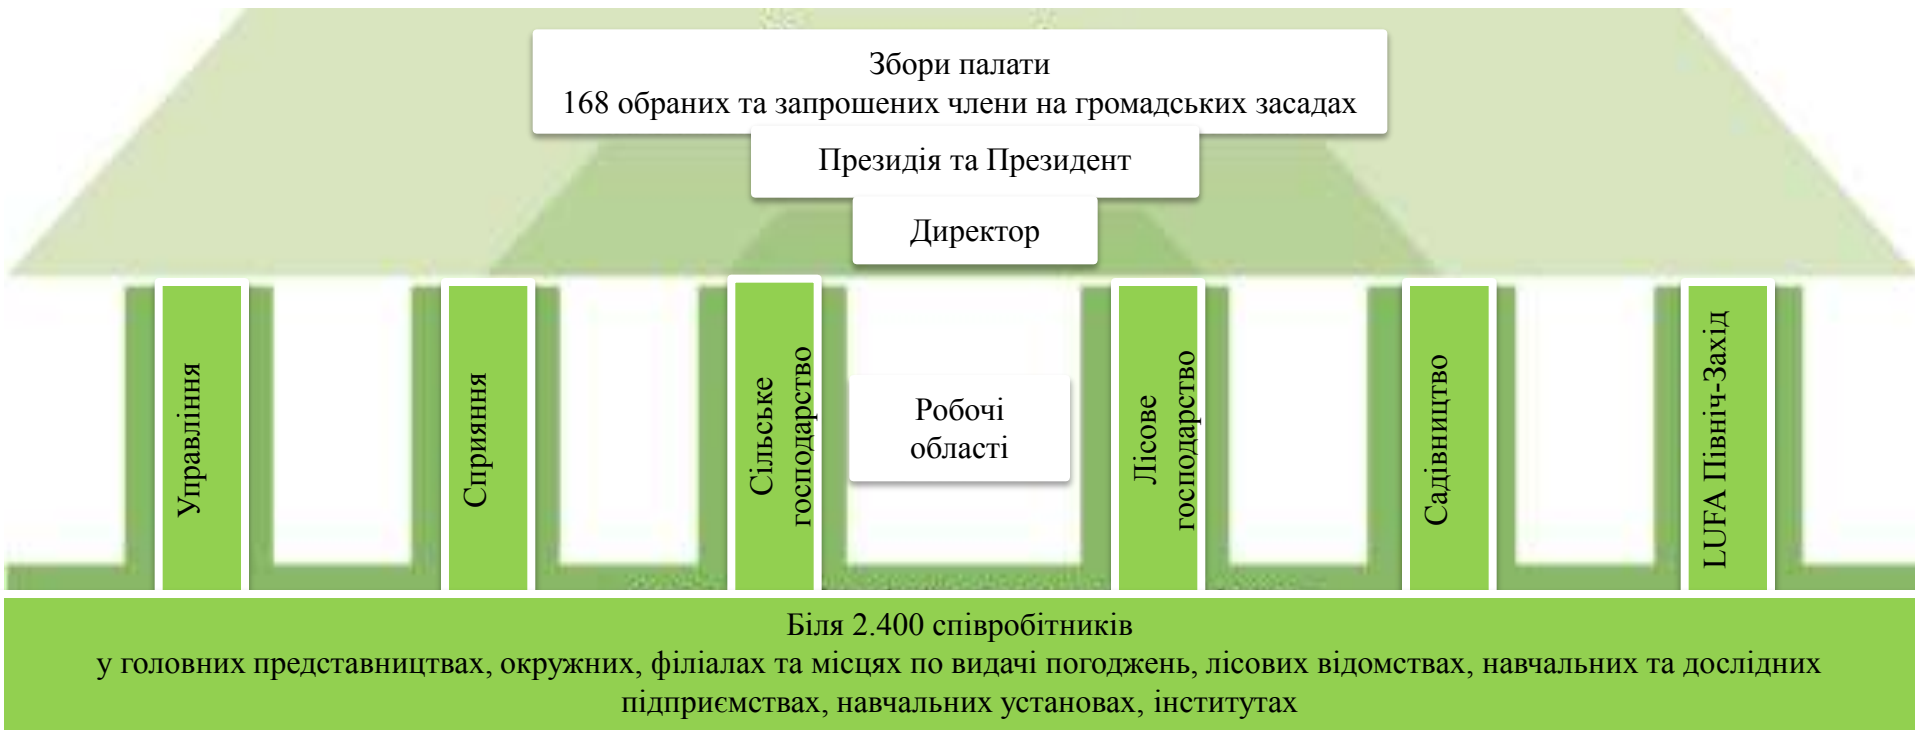 Збори палати
168 обраних та запрошених члени на громадських засадах
Президія та Президент
Директор
Управління
Сприяння
Сільське
господарство
Робочі
області
Лісове
господарство
Садівництво
LUFA Північ-Захід
Біля 2.400 співробітників
у головних представництвах, окружних, філіалах та місцях по видачі погоджень, лісових відомствах, навчальних та дослідних
підприємствах, навчальних установах, інститутах